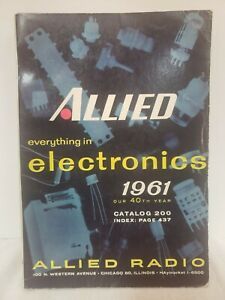 ALLIED
everything in
electronics
1961
OUR 40TH YEAR
CATALOG 200
INDEX: PAGE 437
ALLIED RADIO
100 N. WESTERN AVENUE • CHICAGO 80, ILLINOIS • HAymarket 1-6800